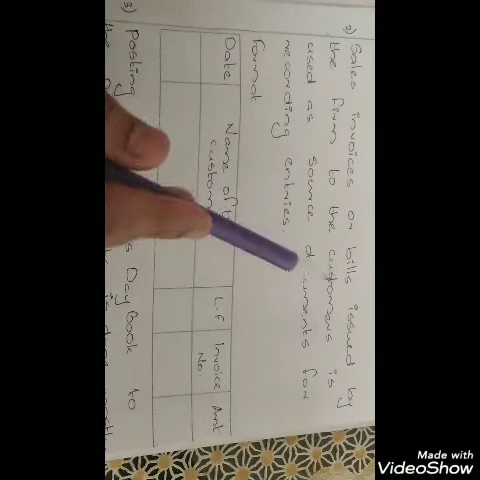 2) Sales invoices or bills issued by
the firm to the customers is
used as source documents for
recording entries.
Format
Date Name of customer L.F Invoice No. Amt
3) Posting Day Book to
the
Made with
VideoShow